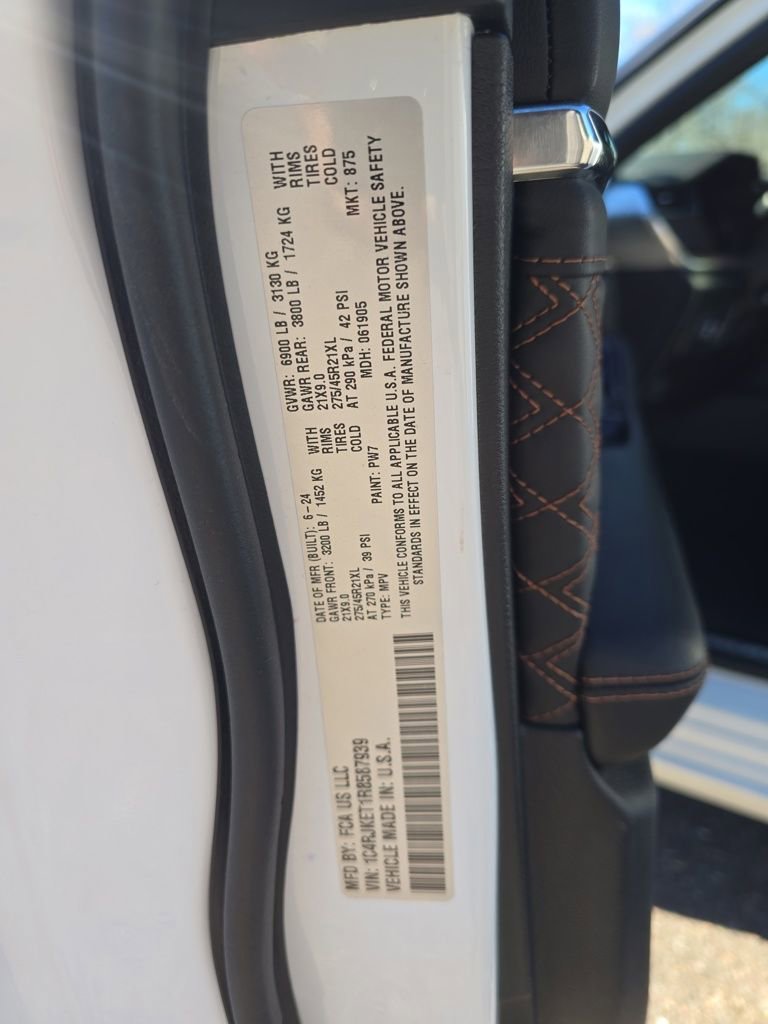 MFD BY: FCA US LLC
VIN: 1C4RJKET1R8587939
VEHICLE MADE IN: U.S.A.
DATE OF MFR (BUILT): 6-24
GAWR FRONT: 3200 LB / 1452 KG WITH
21X9.0 RIMS
275/45R21XL TIRES
AT 270 kPa / 39 PSI COLD
TYPE: MPV PAINT: PW7
GVWR: 6900 LB / 3130 KG
GAWR REAR: 3800 LB / 1724 KG WITH
21X9.0 RIMS
275/45R21XL TIRES
AT 290 kPa / 42 PSI COLD
MDH: 061905 MKT: 875
THIS VEHICLE CONFORMS TO ALL APPLICABLE U.S.A. FEDERAL MOTOR VEHICLE SAFETY
STANDARDS IN EFFECT ON THE DATE OF MANUFACTURE SHOWN ABOVE.